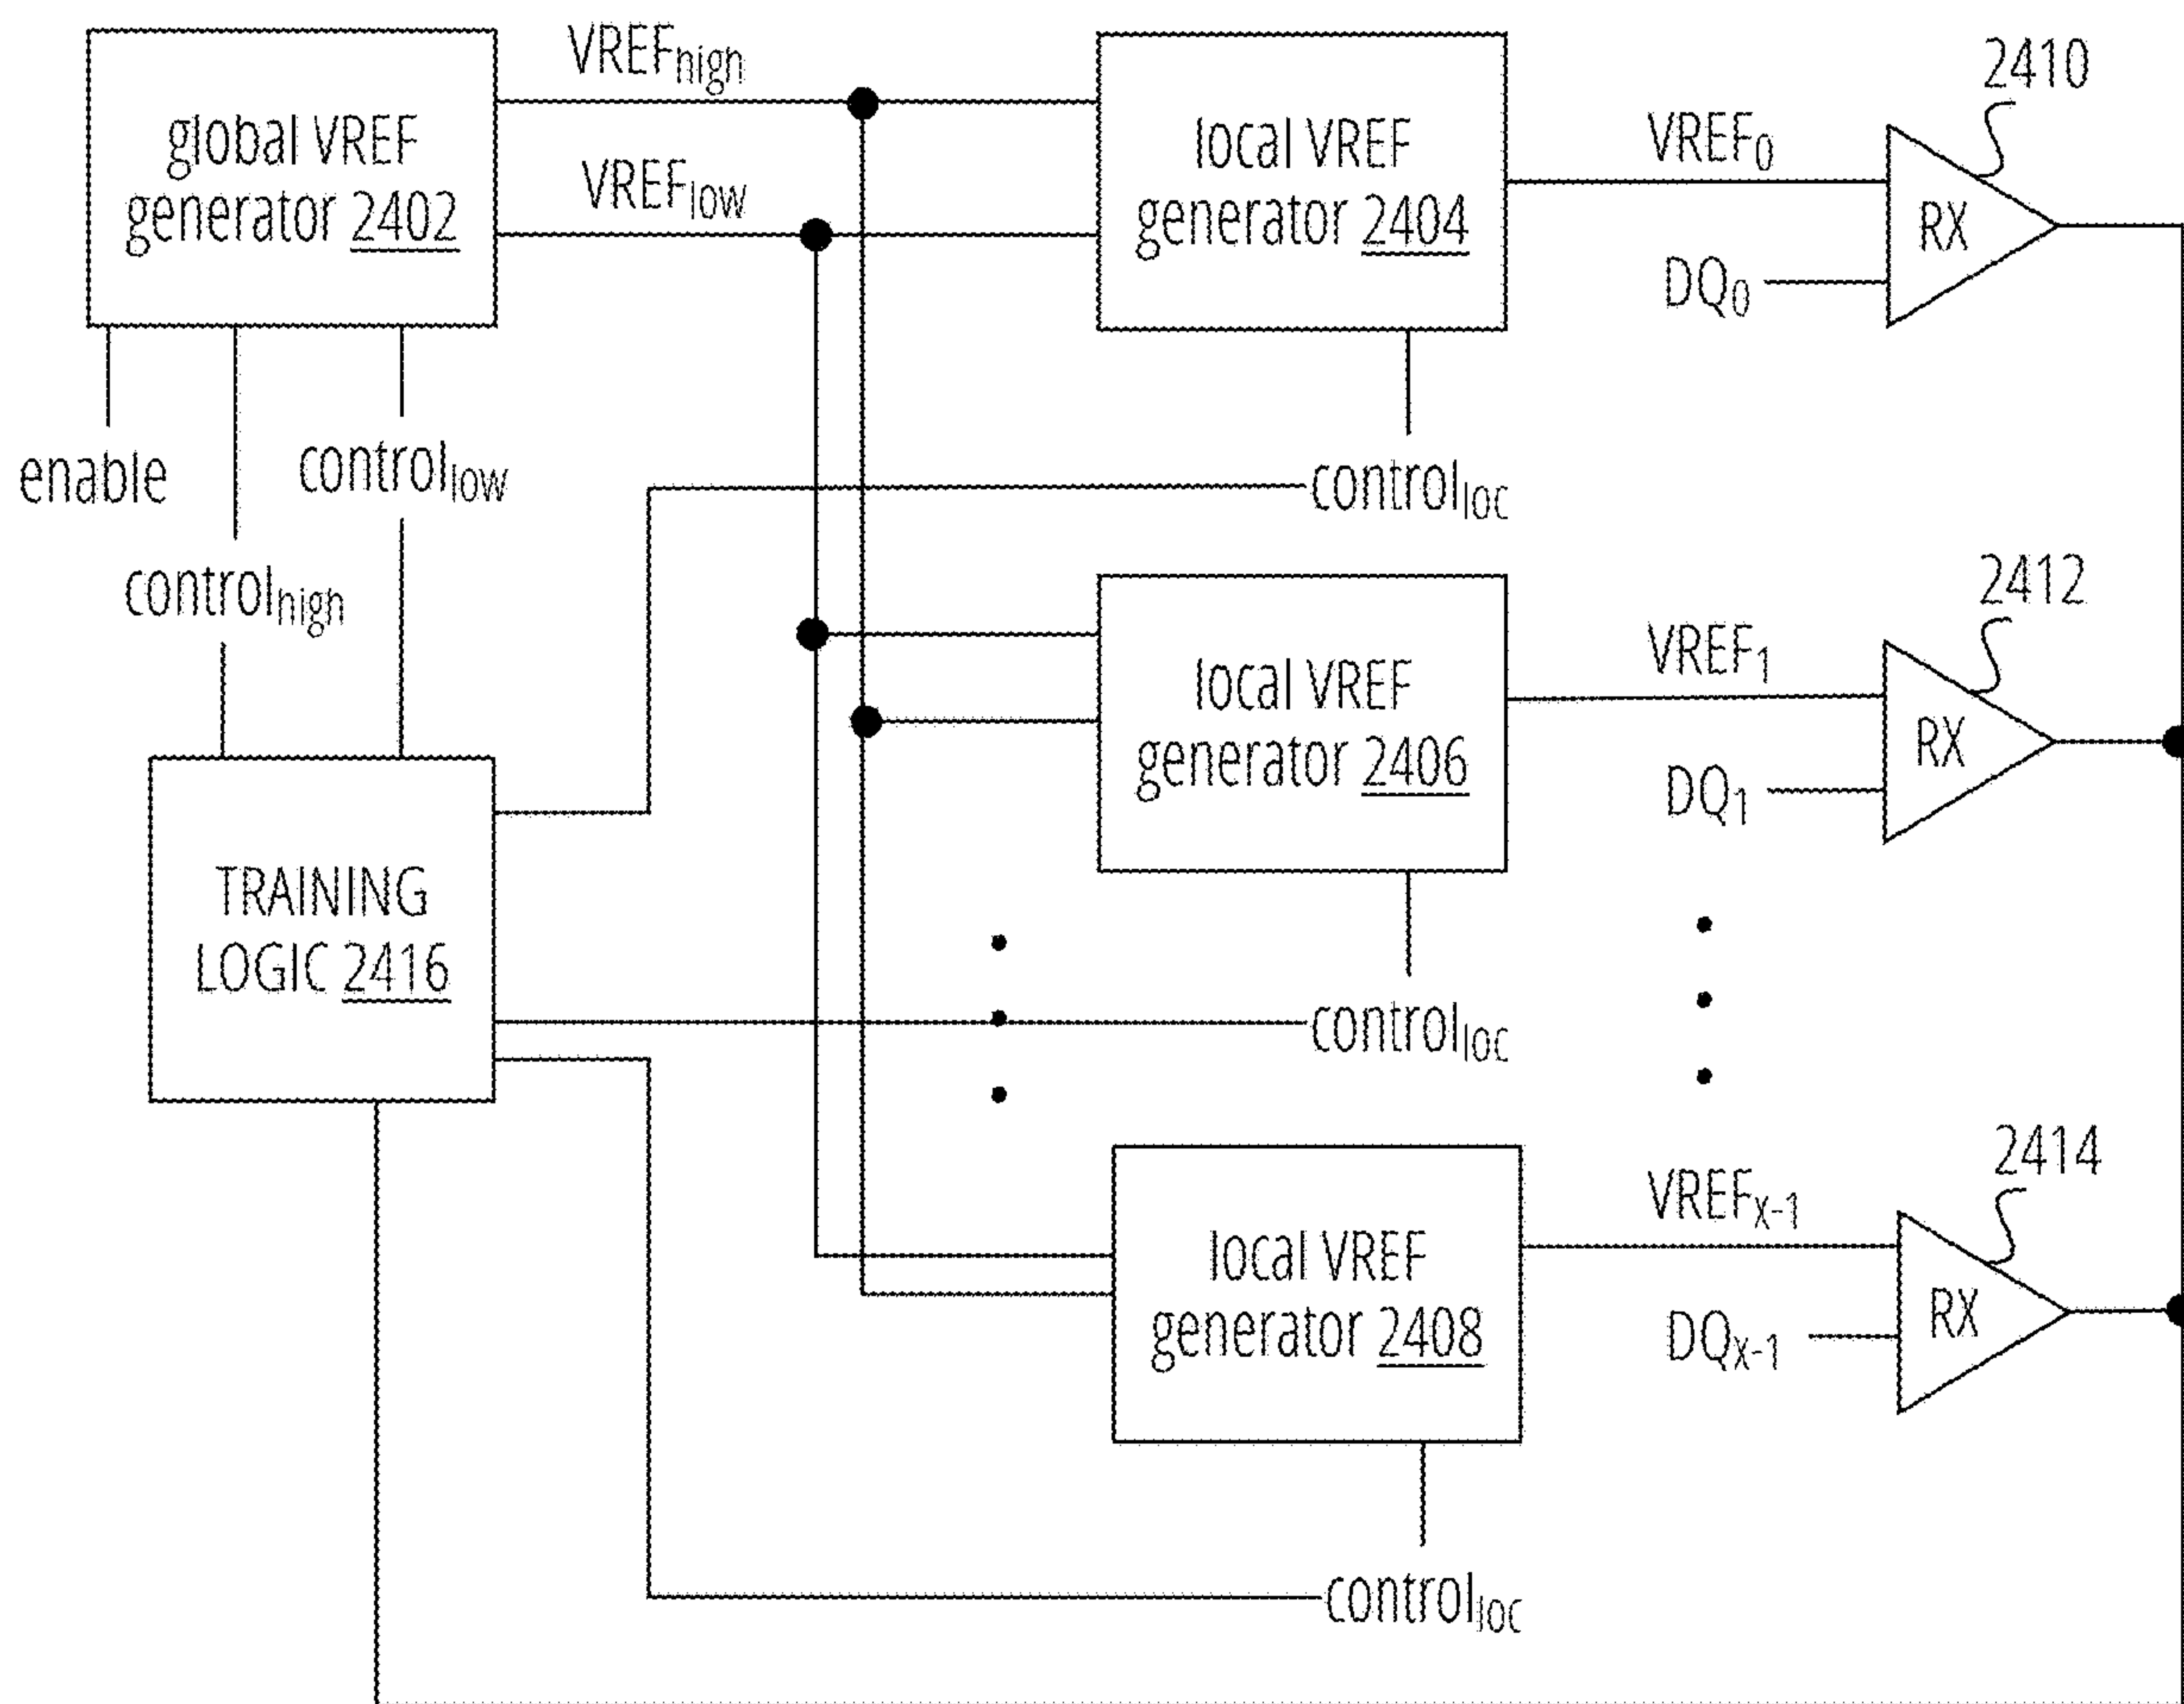 global VREF
generator 2402
VREFhigh
VREFlow
local VREF
generator 2404
VREF0
DQ0
RX
2410
enable
controlhigh
controllow
controlloc
local VREF
generator 2406
VREF1
DQ1
RX
2412
TRAINING
LOGIC 2416
controlloc
local VREF
generator 2408
VREFX-1
DQX-1
RX
2414
controlloc